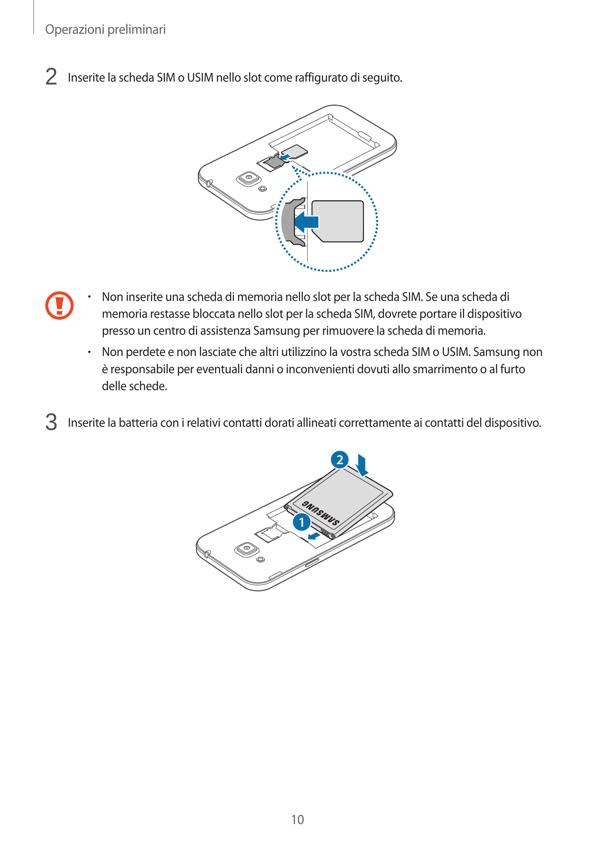 Operazioni preliminari
2 Inserite la scheda SIM o USIM nello slot come raffigurato di seguito.
• Non inserite una scheda di memoria nello slot per la scheda SIM. Se una scheda di
memoria restasse bloccata nello slot per la scheda SIM, dovrete portare il dispositivo
presso un centro di assistenza Samsung per rimuovere la scheda di memoria.
• Non perdete e non lasciate che altri utilizzino la vostra scheda SIM o USIM. Samsung non
è responsabile per eventuali danni o inconvenienti dovuti allo smarrimento o al furto
delle schede.
3 Inserite la batteria con i relativi contatti dorati allineati correttamente ai contatti del dispositivo.
2
SAMSUNG
1
10